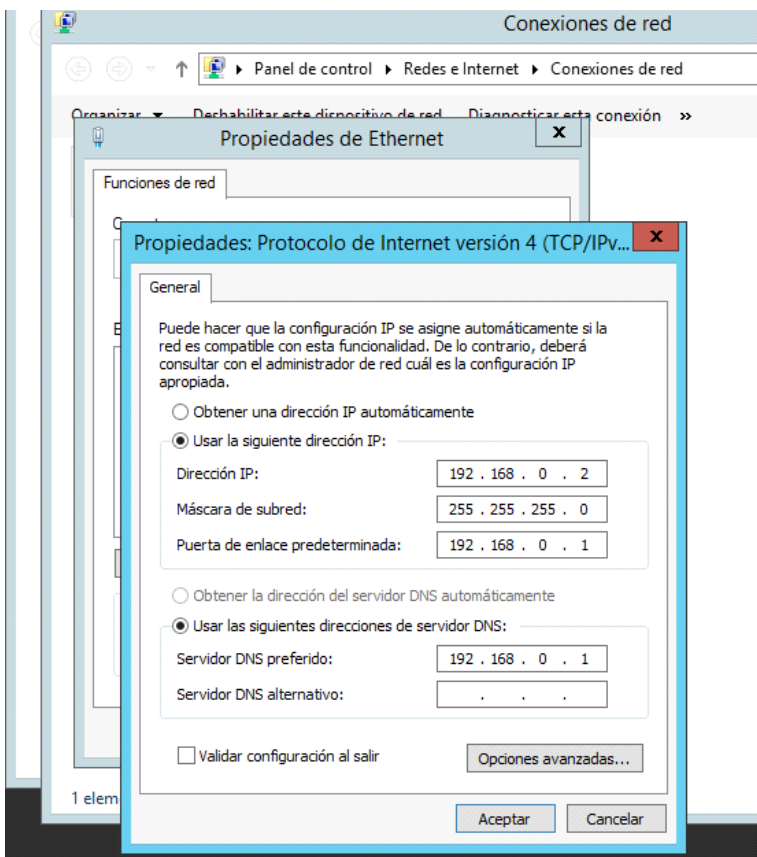 Conexiones de red
Panel de control Redes e Internet Conexiones de red
Organizar Deshabilitar este dispositivo de red Diagnosticar esta conexión »
Propiedades de Ethernet
Funciones de red
Propiedades: Protocolo de Internet versión 4 (TCP/IPv...
General
Puede hacer que la configuración IP se asigne automáticamente si la
red es compatible con esta funcionalidad. De lo contrario, deberá
consultar con el administrador de red cuál es la configuración IP
apropiada.
Obtener una dirección IP automáticamente
Usar la siguiente dirección IP:
Dirección IP: 192 . 168 . 0 . 2
Máscara de subred: 255 . 255 . 255 . 0
Puerta de enlace predeterminada: 192 . 168 . 0 . 1
Obtener la dirección del servidor DNS automáticamente
Usar las siguientes direcciones de servidor DNS:
Servidor DNS preferido: 192 . 168 . 0 . 1
Servidor DNS alternativo: . . .
Validar configuración al salir
Opciones avanzadas...
1 elem
Aceptar Cancelar